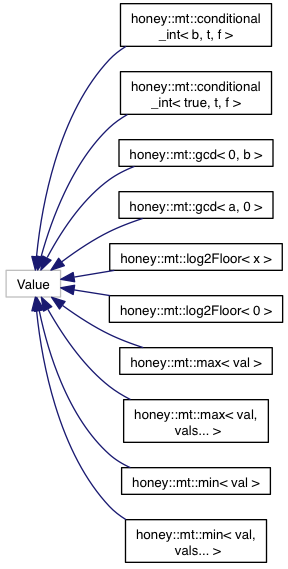 honey::mt::conditional
_int< b, t, f >
honey::mt::conditional
_int< true, t, f >
honey::mt::gcd< 0, b >
honey::mt::gcd< a, 0 >
honey::mt::log2Floor< x >
Value
honey::mt::log2Floor< 0 >
honey::mt::max< val >
honey::mt::max< val,
vals... >
honey::mt::min< val >
honey::mt::min< val,
vals... >